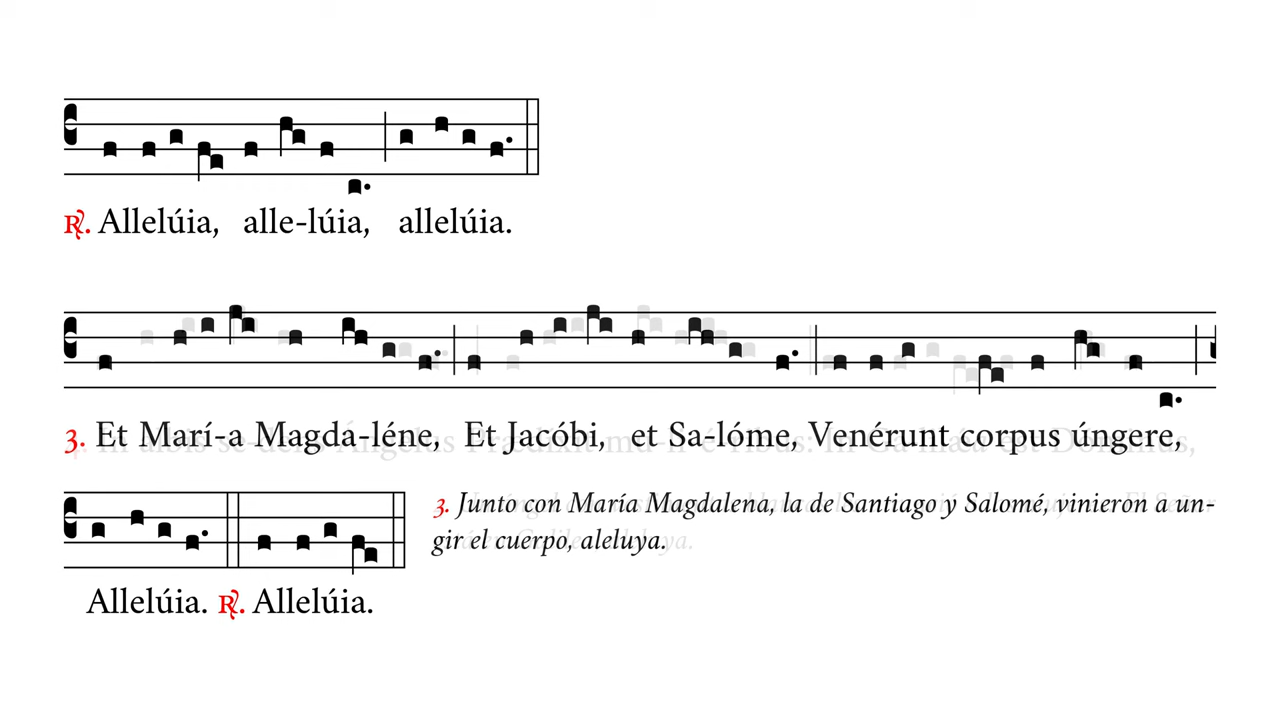 ℟. Allelúia, alle-lúia, allelúia.
3. Et Marí-a Magda-léne, Et Jacóbi, et Sa-lóme, Venérunt corpus úngere,
3. Junto con María Magdalena, la de Santiago y Salomé, vinieron a un-
gir el cuerpo, aleluya.
Allelúia. ℟. Allelúia.